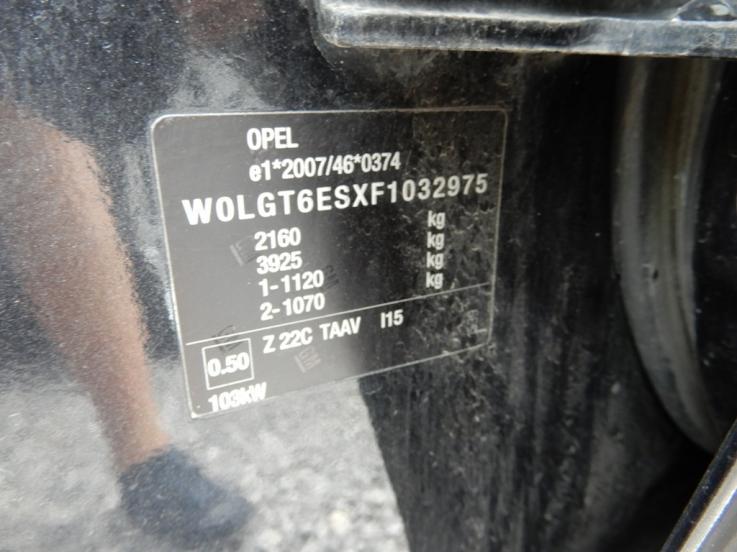 OPEL
e1*2007/46*0374
W0LGT6ESXF1032975
2160 kg
3925 kg
1-1120 kg
2-1070 kg
0.50 Z 22C TAAV I15
103kW